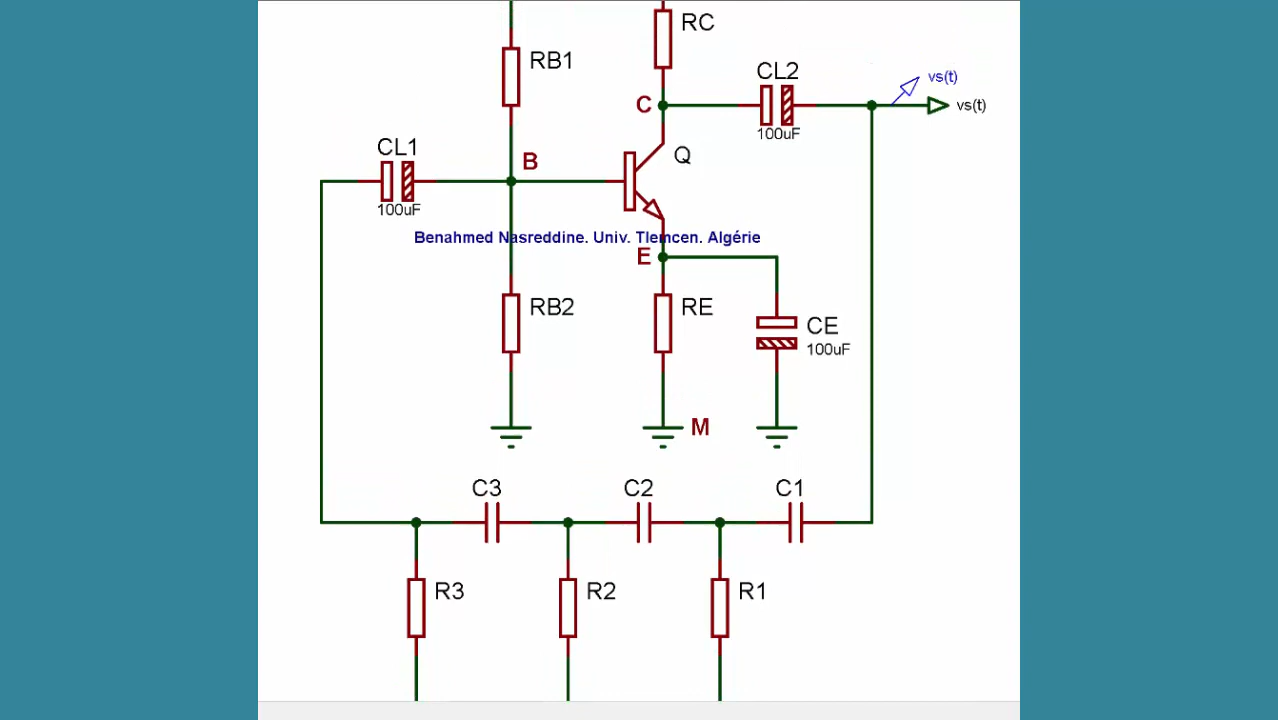 RC
RB1
CL2
vs(t)
C
vs(t)
100uF
CL1
B
Q
100uF
Benahmed Nasreddine. Univ. Tlemcen. Algérie
E
RB2
RE
CE
100uF
M
C3
C2
C1
R3
R2
R1